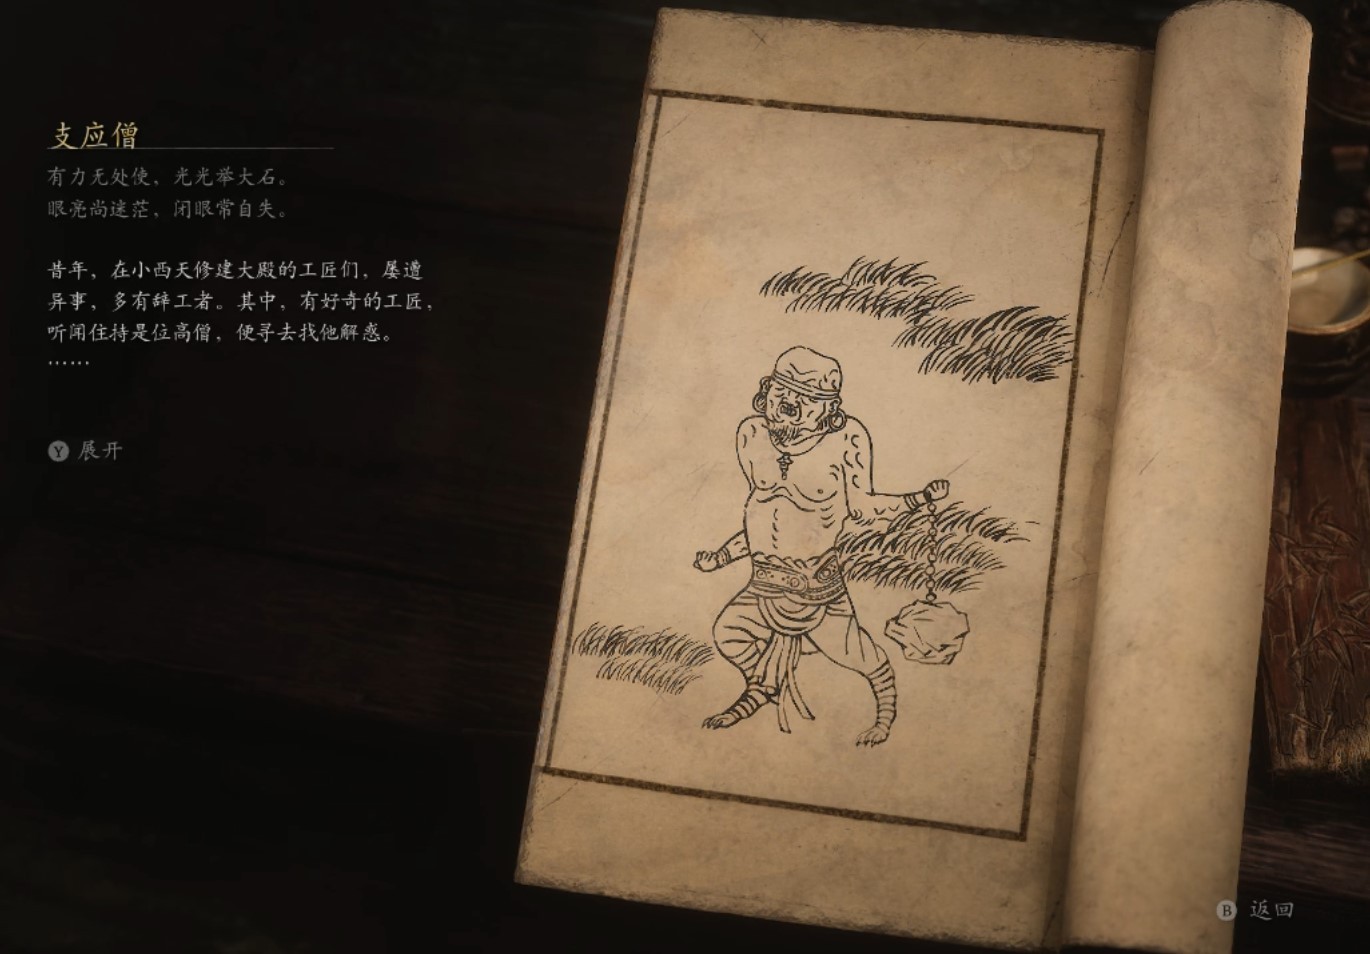 支应僧
有力无处使，光光举大石。
眼亮尚迷茫，闭眼常自失。
昔年，在小西天修建大殿的工匠们，屡遭
异事，多有辞工者。其中，有好奇的工匠，
听闻住持是位高僧，便寻去找他解惑。
……
Y 展开
B 返回